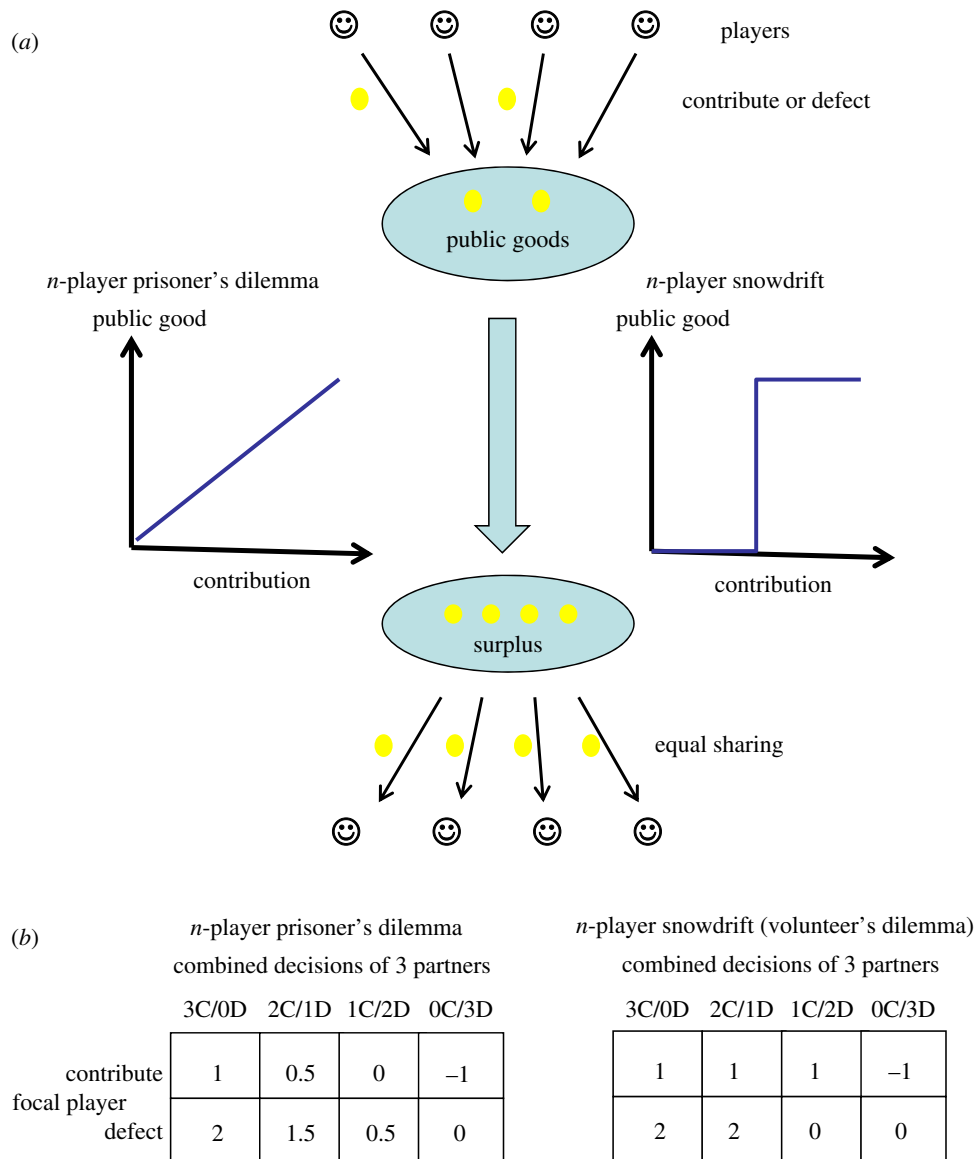 (a)
players
contribute or defect
public goods
n-player prisoner's dilemma
public good
contribution
n-player snowdrift
public good
contribution
surplus
equal sharing
(b)
n-player prisoner's dilemma
combined decisions of 3 partners
3C/0D 2C/1D 1C/2D 0C/3D
contribute 1 0.5 0 –1
focal player
defect 2 1.5 0.5 0
n-player snowdrift (volunteer's dilemma)
combined decisions of 3 partners
3C/0D 2C/1D 1C/2D 0C/3D
1 1 1 –1
2 2 0 0